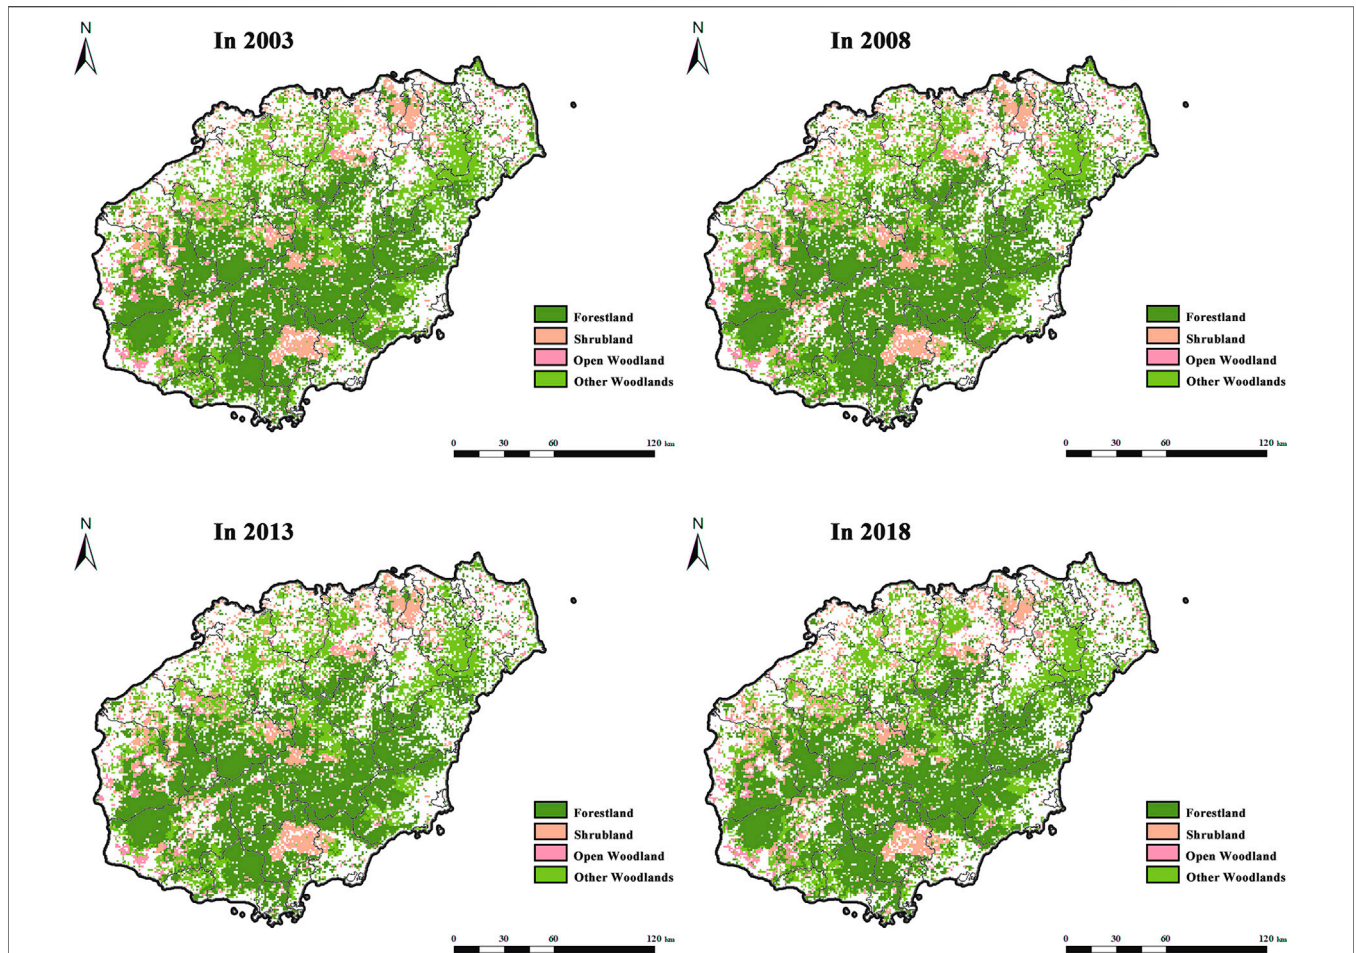 N
In 2003
Forestland
Shrubland
Open Woodland
Other Woodlands
0 30 60 120 km
N
In 2008
Forestland
Shrubland
Open Woodland
Other Woodlands
0 30 60 120 km
N
In 2013
Forestland
Shrubland
Open Woodland
Other Woodlands
0 30 60 120 km
N
In 2018
Forestland
Shrubland
Open Woodland
Other Woodlands
0 30 60 120 km